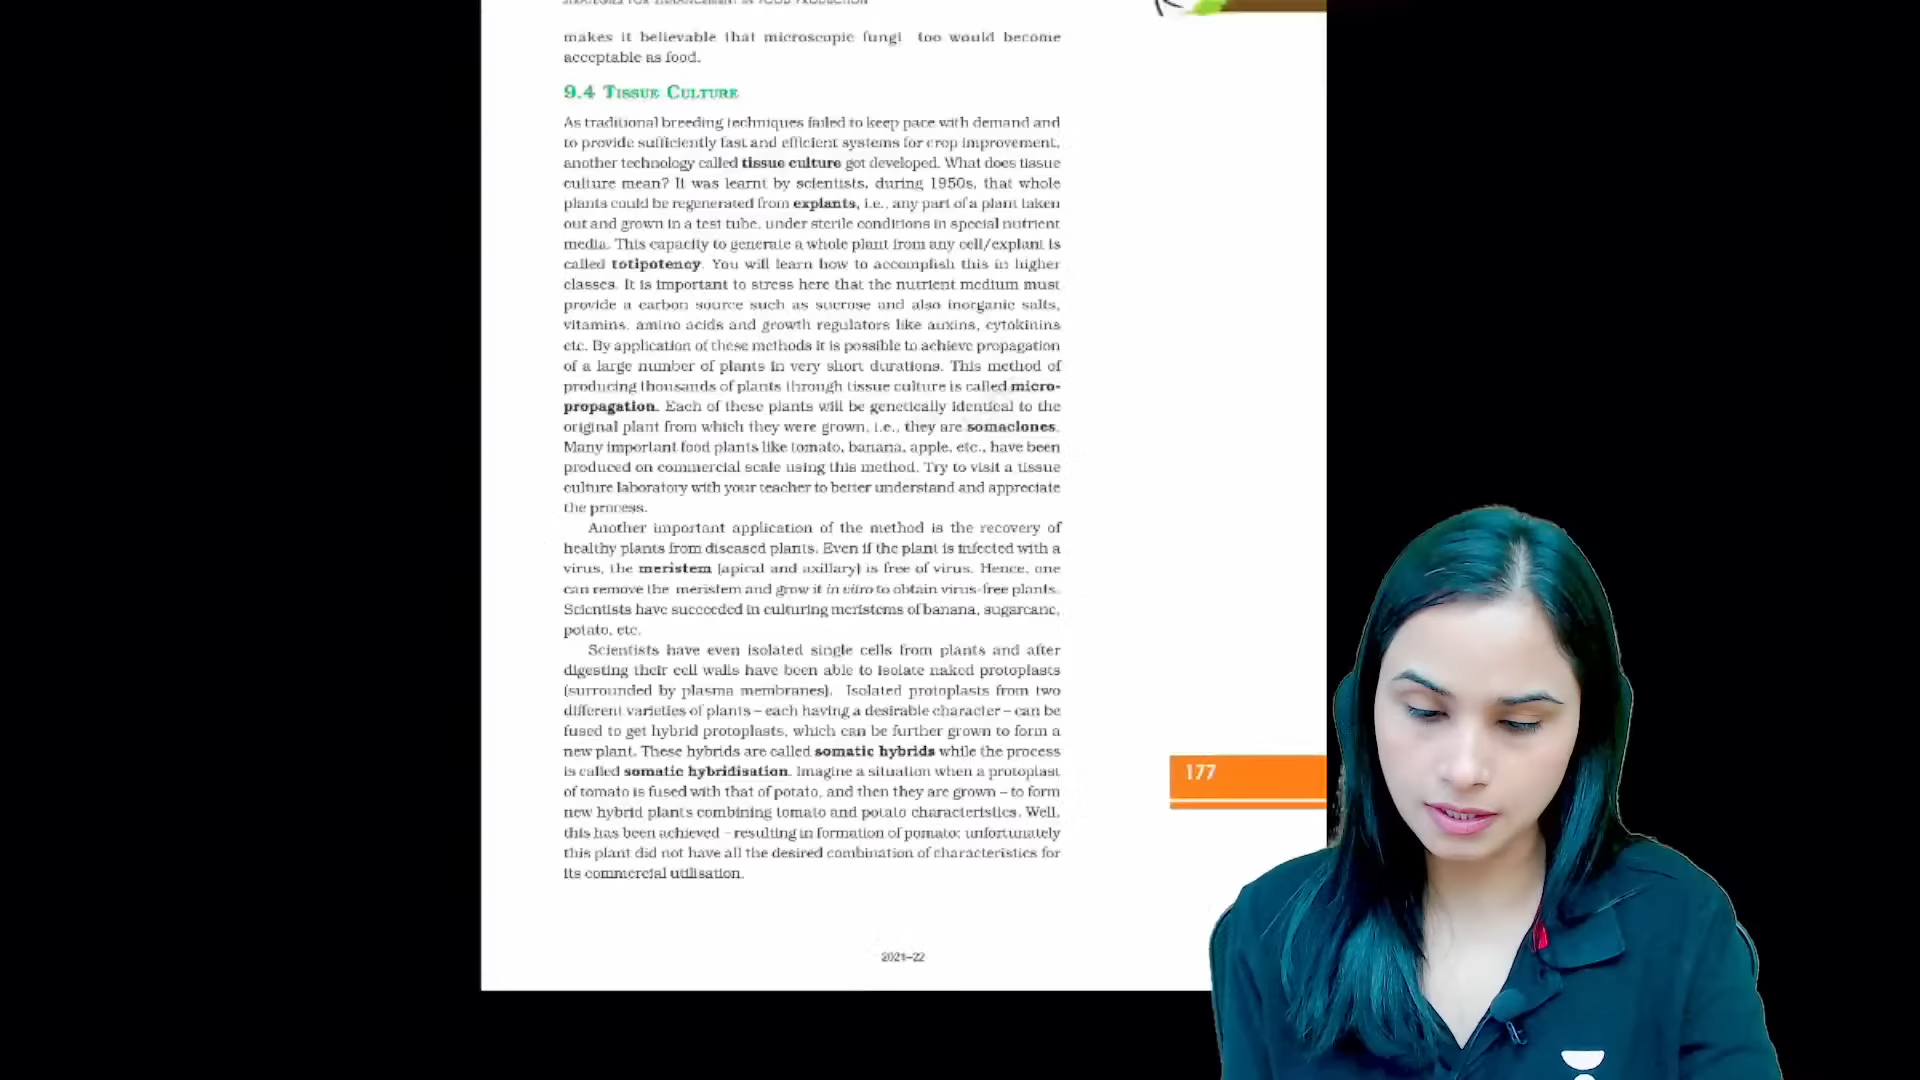 STRATEGIES FOR ENHANCEMENT IN FOOD PRODUCTION
makes it believable that microscopic fungi too would become
acceptable as food.
9.4 TISSUE CULTURE
As traditional breeding techniques failed to keep pace with demand and
to provide sufficiently fast and efficient systems for crop improvement,
another technology called tissue culture got developed. What does tissue
culture mean? It was learnt by scientists, during 1950s, that whole
plants could be regenerated from explants, i.e., any part of a plant taken
out and grown in a test tube, under sterile conditions in special nutrient
media. This capacity to generate a whole plant from any cell/explant is
called totipotency. You will learn how to accomplish this in higher
classes. It is important to stress here that the nutrient medium must
provide a carbon source such as sucrose and also inorganic salts,
vitamins, amino acids and growth regulators like auxins, cytokinins
etc. By application of these methods it is possible to achieve propagation
of a large number of plants in very short durations. This method of
producing thousands of plants through tissue culture is called micro-
propagation. Each of these plants will be genetically identical to the
original plant from which they were grown, i.e., they are somaclones.
Many important food plants like tomato, banana, apple, etc., have been
produced on commercial scale using this method. Try to visit a tissue
culture laboratory with your teacher to better understand and appreciate
the process.
Another important application of the method is the recovery of
healthy plants from diseased plants. Even if the plant is infected with a
virus, the meristem (apical and axillary) is free of virus. Hence, one
can remove the meristem and grow it in vitro to obtain virus-free plants.
Scientists have succeeded in culturing meristems of banana, sugarcane,
potato, etc.
Scientists have even isolated single cells from plants and after
digesting their cell walls have been able to isolate naked protoplasts
(surrounded by plasma membranes). Isolated protoplasts from two
different varieties of plants – each having a desirable character – can be
fused to get hybrid protoplasts, which can be further grown to form a
new plant. These hybrids are called somatic hybrids while the process
is called somatic hybridisation. Imagine a situation when a protoplast
of tomato is fused with that of potato, and then they are grown – to form
new hybrid plants combining tomato and potato characteristics. Well,
this has been achieved – resulting in formation of pomato; unfortunately
this plant did not have all the desired combination of characteristics for
its commercial utilisation.
177
2021–22